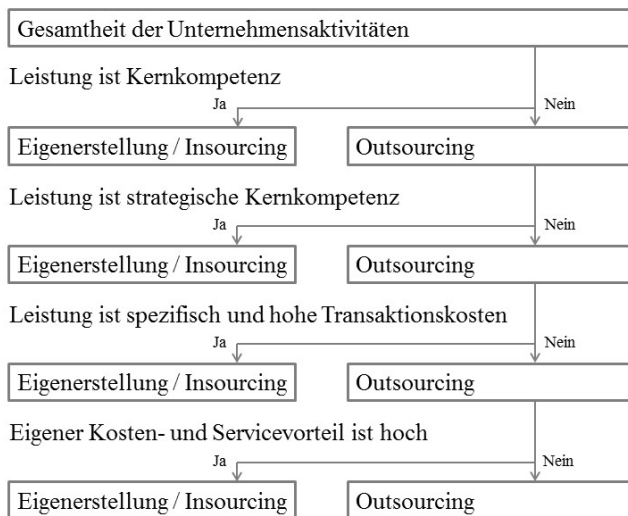 Gesamtheit der Unternehmensaktivitäten
Leistung ist Kernkompetenz
Ja
Nein
Eigenerstellung / Insourcing
Outsourcing
Leistung ist strategische Kernkompetenz
Ja
Nein
Eigenerstellung / Insourcing
Outsourcing
Leistung ist spezifisch und hohe Transaktionskosten
Ja
Nein
Eigenerstellung / Insourcing
Outsourcing
Eigener Kosten- und Servicevorteil ist hoch
Ja
Nein
Eigenerstellung / Insourcing
Outsourcing